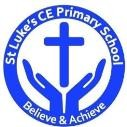 St Luke's CE Primary School
Believe & Achieve